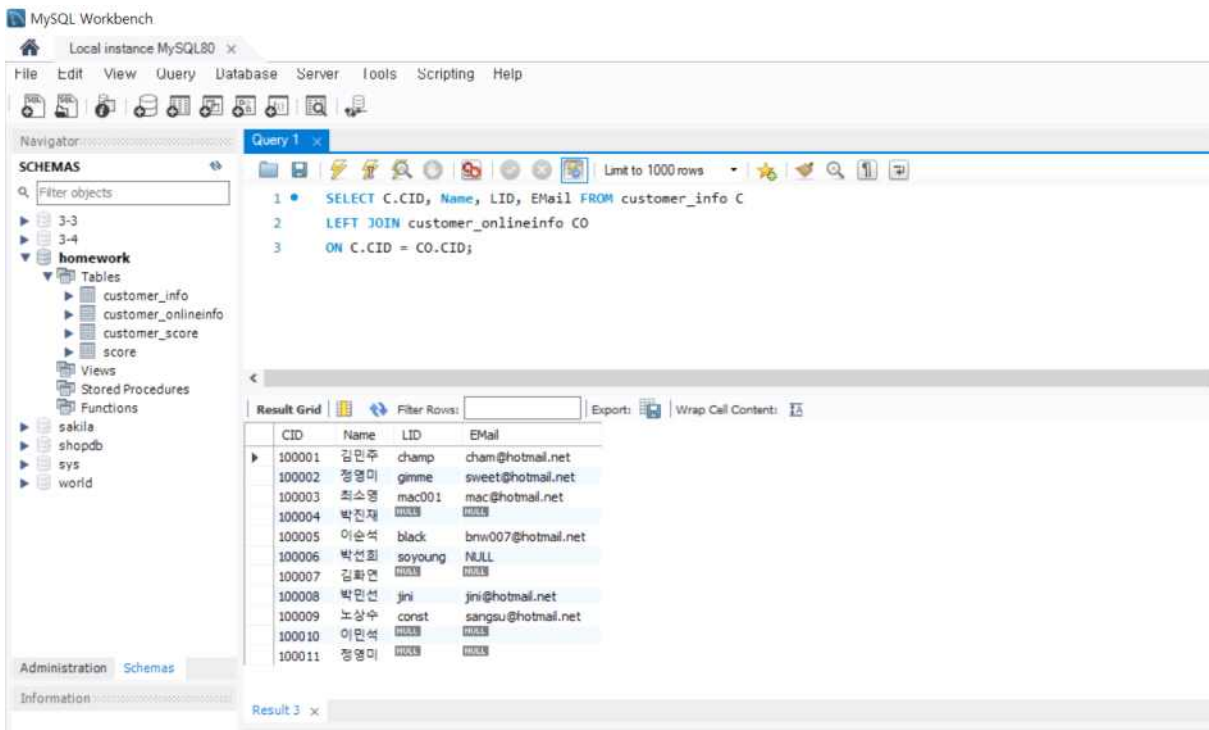 MySQL Workbench
Local instance MySQL80
File Edit View Query Database Server Tools Scripting Help
Navigator
SCHEMAS
Filter objects
3-3
3-4
homework
Tables
customer_info
customer_onlineinfo
customer_score
score
Views
Stored Procedures
Functions
sakila
shopdb
sys
world
Administration Schemas
Information
Query 1
Limit to 1000 rows
1 SELECT C.CID, Name, LID, EMail FROM customer_info C
2 LEFT JOIN customer_onlineinfo CO
3 ON C.CID = CO.CID;
Result Grid Filter Rows: Export: Wrap Cell Content:
CID Name LID EMail
100001 김민주 champ cham@hotmail.net
100002 정영미 gimme sweet@hotmail.net
100003 최소영 mac001 mac@hotmail.net
100004 박진재 NULL NULL
100005 이순석 black bnw007@hotmail.net
100006 박선희 soyoung NULL
100007 김화연 NULL NULL
100008 박민선 jini jini@hotmail.net
100009 노상수 const sangsu@hotmail.net
100010 이민석 NULL NULL
100011 정영미 NULL NULL
Result 3